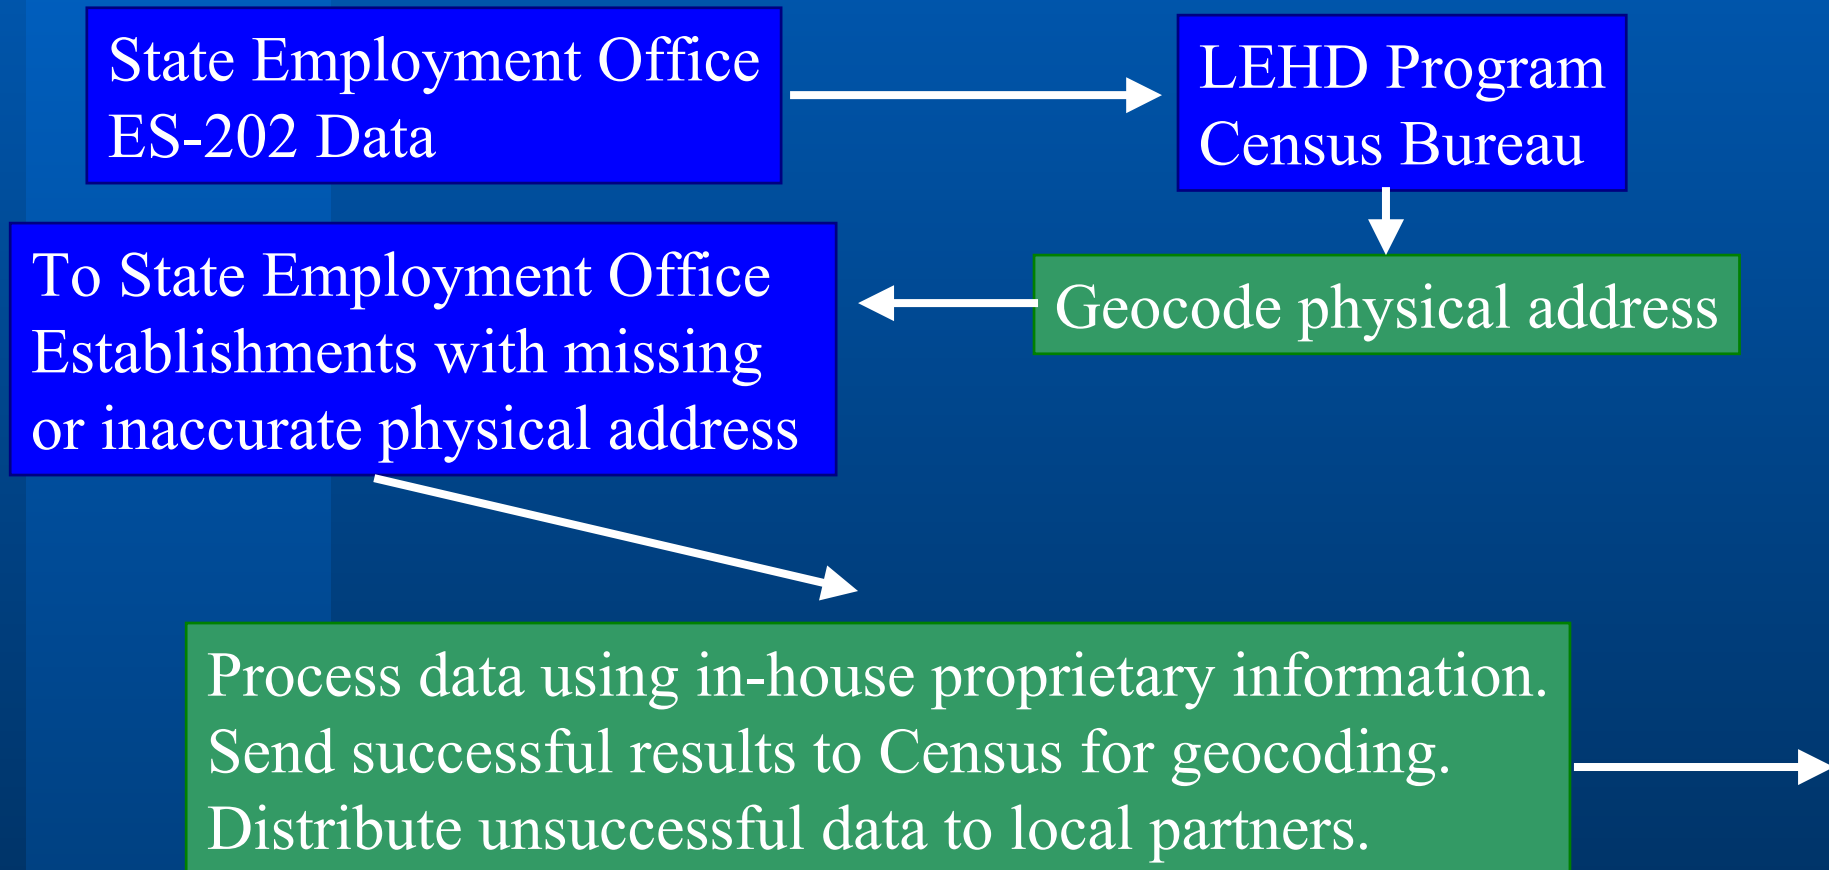 State Employment Office
ES-202 Data
LEHD Program
Census Bureau
To State Employment Office
Establishments with missing
or inaccurate physical address
Geocode physical address
Process data using in-house proprietary information.
Send successful results to Census for geocoding.
Distribute unsuccessful data to local partners.